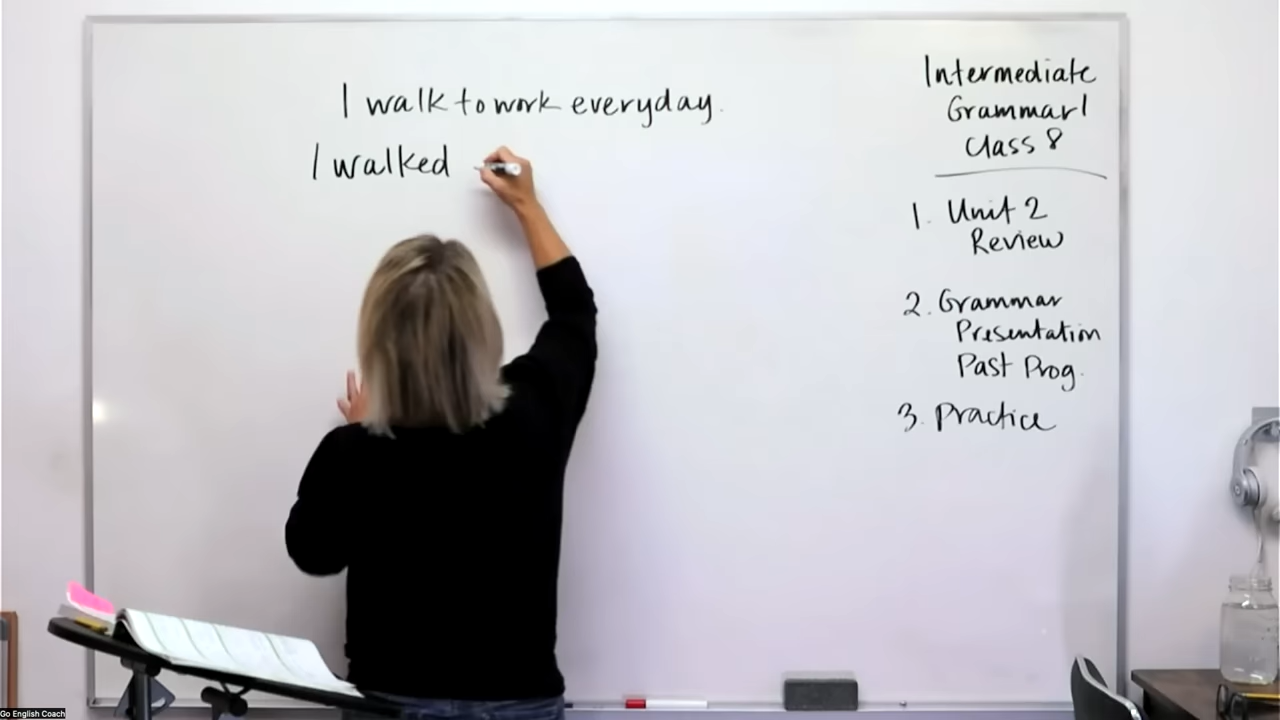 I walk to work everyday.
I walked
Intermediate
Grammar 1
Class 8
1. Unit 2
Review
2. Grammar
Presentation
Past Prog.
3. Practice
Go English Coach